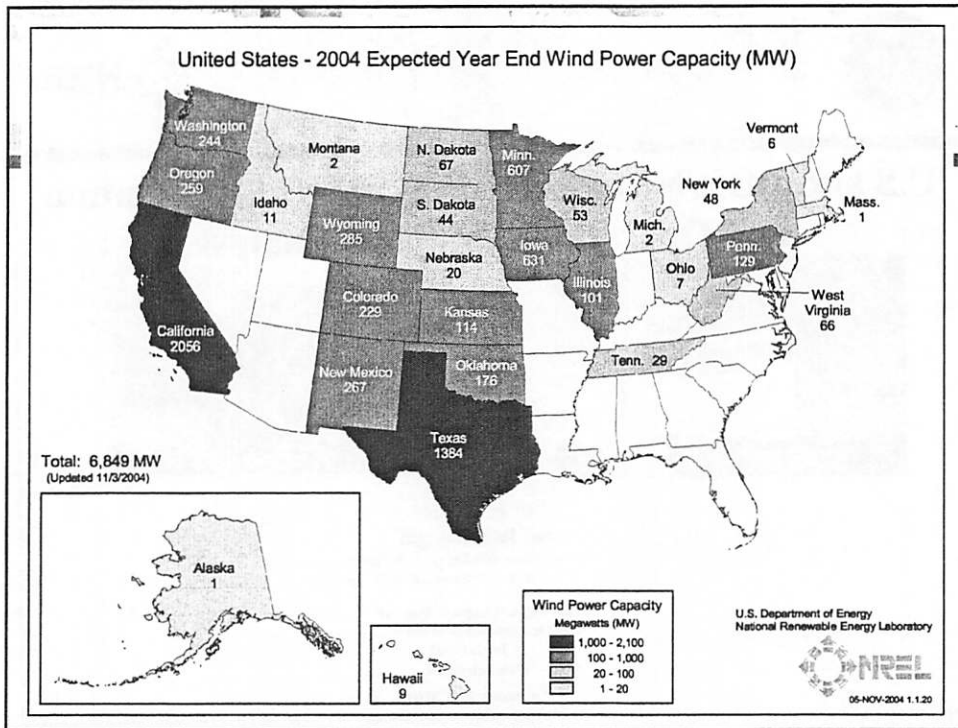 United States - 2004 Expected Year End Wind Power Capacity (MW)
Washington
244
Oregon
259
California
2056
Idaho
11
Montana
2
Wyoming
285
Colorado
229
New Mexico
267
N. Dakota
67
S. Dakota
44
Nebraska
20
Kansas
114
Oklahoma
176
Texas
1384
Minn.
607
Iowa
631
Wisc.
53
Illinois
101
Mich.
2
Ohio
7
Tenn. 29
New York
48
Vermont
6
Mass.
1
Penn.
129
West
Virginia
66
Total: 6,849 MW
(Updated 11/3/2004)
Alaska
1
Hawaii
9
Wind Power Capacity
Megawatts (MW)
1,000 - 2,100
100 - 1,000
20 - 100
1 - 20
U.S. Department of Energy
National Renewable Energy Laboratory
NREL
05-NOV-2004 1.1.20